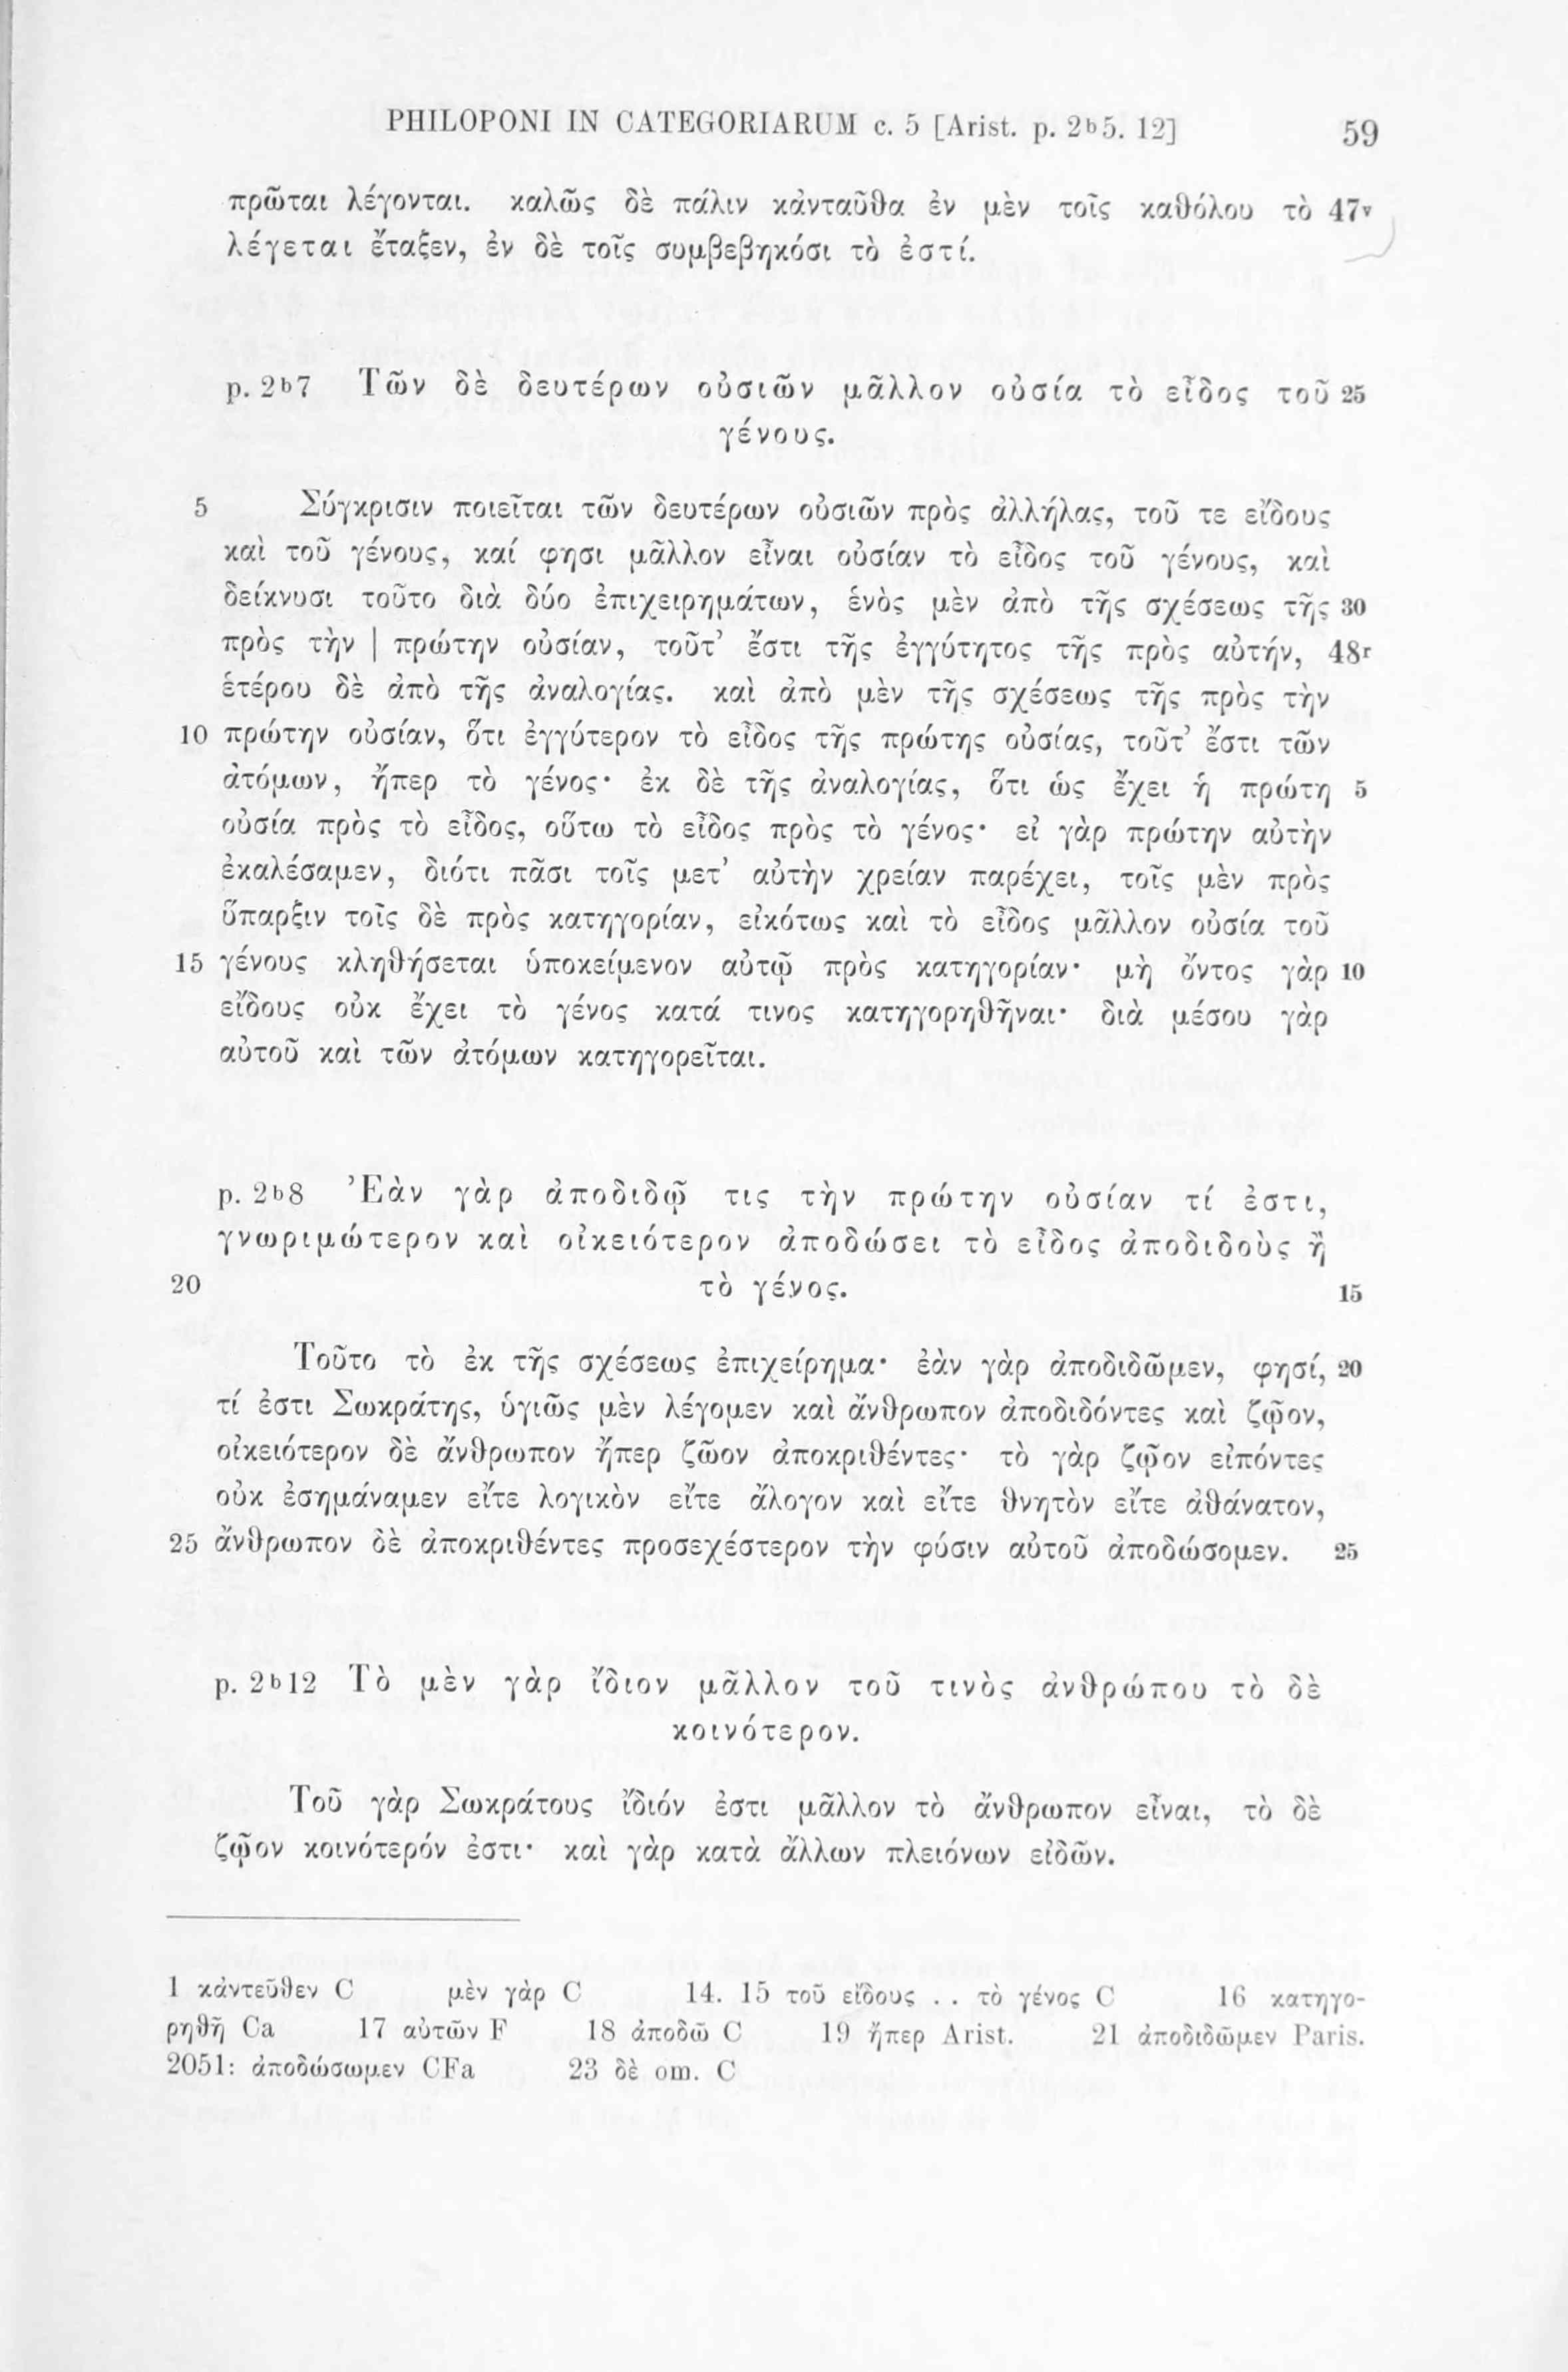 PHILOPONI IN CATEGORIARUM c. 5 [Arist. p. 2b5. 12] 59
πρῶται λέγονται. καλῶς δὲ πάλιν κἀνταῦθα ἐν μὲν τοῖς καθόλου τὸ 47v
λέγεται ἔταξεν, ἐν δὲ τοῖς συμβεβηκόσι τὸ ἐστί.
p. 2b7 Τῶν δὲ δευτέρων οὐσιῶν μᾶλλον οὐσία τὸ εἶδος τοῦ 25
γένους.
5 Σύγκρισιν ποιεῖται τῶν δευτέρων οὐσιῶν πρὸς ἀλλήλας, τοῦ τε εἴδους
καὶ τοῦ γένους, καί φησι μᾶλλον εἶναι οὐσίαν τὸ εἶδος τοῦ γένους, καὶ
δείκνυσι τοῦτο διὰ δύο ἐπιχειρημάτων, ἑνὸς μὲν ἀπὸ τῆς σχέσεως τῆς 30
πρὸς τὴν | πρώτην οὐσίαν, τοῦτ’ ἔστι τῆς ἐγγύτητος τῆς πρὸς αὐτήν, 48r
ἑτέρου δὲ ἀπὸ τῆς ἀναλογίας. καὶ ἀπὸ μὲν τῆς σχέσεως τῆς πρὸς τὴν
10 πρώτην οὐσίαν, ὅτι ἐγγύτερον τὸ εἶδος τῆς πρώτης οὐσίας, τοῦτ’ ἔστι τῶν
ἀτόμων, ἤπερ τὸ γένος· ἐκ δὲ τῆς ἀναλογίας, ὅτι ὡς ἔχει ἡ πρώτη 5
οὐσία πρὸς τὸ εἶδος, οὕτω τὸ εἶδος πρὸς τὸ γένος· εἰ γὰρ πρώτην αὐτὴν
ἐκαλέσαμεν, διότι πᾶσι τοῖς μετ’ αὐτὴν χρείαν παρέχει, τοῖς μὲν πρὸς
ὕπαρξιν τοῖς δὲ πρὸς κατηγορίαν, εἰκότως καὶ τὸ εἶδος μᾶλλον οὐσία τοῦ
15 γένους κληθήσεται ὑποκείμενον αὐτῷ πρὸς κατηγορίαν· μὴ ὄντος γὰρ 10
εἴδους οὐκ ἔχει τὸ γένος κατά τινος κατηγορηθῆναι· διὰ μέσου γὰρ
αὐτοῦ καὶ τῶν ἀτόμων κατηγορεῖται.
p. 2b8 Ἐὰν γὰρ ἀποδιδῷ τις τὴν πρώτην οὐσίαν τί ἐστι,
γνωριμώτερον καὶ οἰκειότερον ἀποδώσει τὸ εἶδος ἀποδιδοὺς ἢ
20 τὸ γένος. 15
Τοῦτο τὸ ἐκ τῆς σχέσεως ἐπιχείρημα· ἐὰν γὰρ ἀποδιδῶμεν, φησί, 20
τί ἐστι Σωκράτης, ὑγιῶς μὲν λέγομεν καὶ ἄνθρωπον ἀποδιδόντες καὶ ζῷον,
οἰκειότερον δὲ ἄνθρωπον ἤπερ ζῶον ἀποκριθέντες· τὸ γὰρ ζῷον εἰπόντες
οὐκ ἐσημάναμεν εἴτε λογικὸν εἴτε ἄλογον καὶ εἴτε θνητὸν εἴτε ἀθάνατον,
25 ἄνθρωπον δὲ ἀποκριθέντες προσεχέστερον τὴν φύσιν αὐτοῦ ἀποδώσομεν. 25
p. 2b12 Τὸ μὲν γὰρ ἴδιον μᾶλλον τοῦ τινὸς ἀνθρώπου τὸ δὲ
κοινότερον.
Τοῦ γὰρ Σωκράτους ἴδιόν ἐστι μᾶλλον τὸ ἄνθρωπον εἶναι, τὸ δὲ
ζῷον κοινότερόν ἐστι· καὶ γὰρ κατὰ ἄλλων πλειόνων εἰδῶν.
1 κἀντεῦθεν C μὲν γὰρ C 14. 15 τοῦ εἴδους . . τὸ γένος C 16 κατηγο-
ρηθῆ Ca 17 αὐτῶν F 18 ἀποδῶ C 19 ἤπερ Arist. 21 ἀποδιδῶμεν Paris.
2051: ἀποδώσωμεν CFa 23 δὲ om. C